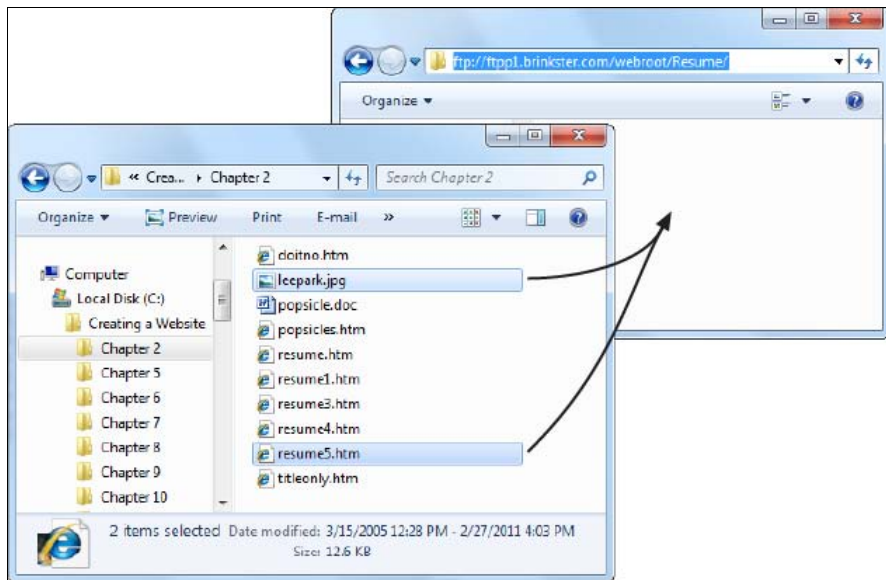 ftp://ftpp1.brinkster.com/webroot/Resume/
Organize
« Crea... Chapter 2
Search Chapter 2
Organize Preview Print E-mail »
Computer
Local Disk (C:)
Creating a Website
Chapter 2
Chapter 5
Chapter 6
Chapter 7
Chapter 8
Chapter 9
Chapter 10
doitno.htm
leepark.jpg
popsicle.doc
popsicles.htm
resume.htm
resume1.htm
resume3.htm
resume4.htm
resume5.htm
titleonly.htm
2 items selected Date modified: 3/15/2005 12:28 PM - 2/27/2011 4:03 PM
Size: 12.6 KB